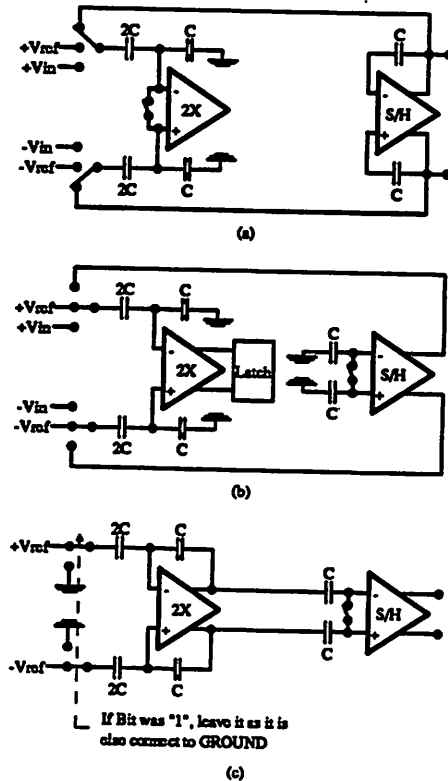 2C
C
C
+Vref
+Vin
-
+
2X
-
+
S/H
-Vin
-Vref
2C
C
C
(a)
2C
C
+Vref
+Vin
-
+
2X
Latch
C
C
-
+
S/H
-Vin
-Vref
2C
C
(b)
2C
C
+Vref
-
+
2X
C
C
-
+
S/H
-Vref
2C
C
If Bit was "1", leave it as it is
else connect to GROUND
(c)